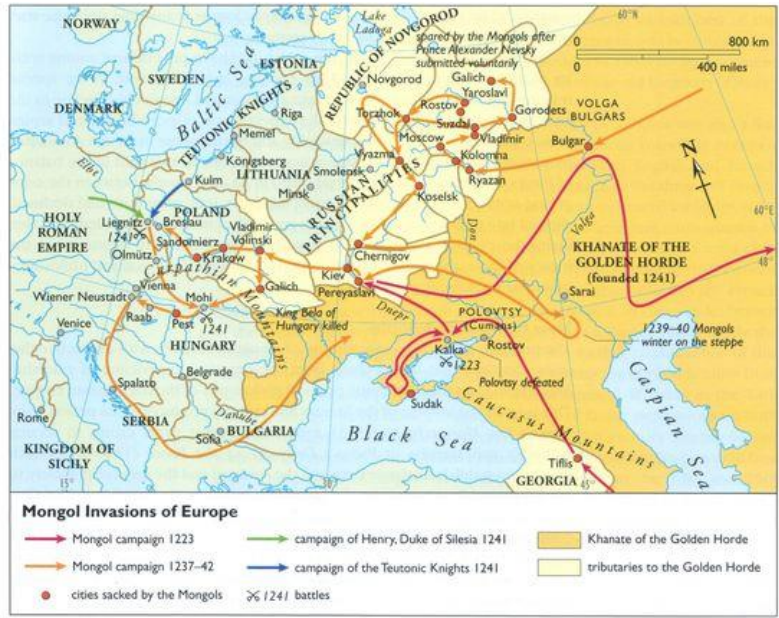 NORWAY
Lake
Ladoga
60°N
REPUBLIC OF NOVGOROD
spared by the Mongols after
Prince Alexander Nevsky
submitted voluntarily
0 800 km
0 400 miles
ESTONIA
SWEDEN
Novgorod
Galich
Yaroslavl
DENMARK
Baltic Sea
TEUTONIC KNIGHTS
Riga
Torzhok
Rostov
Suzdal
Gorodets
VOLGA
BULGARS
Memel
Moscow
Vladimir
Bulgar
N
Königsberg
LITHUANIA
Smolensk
Vyazma
Kolomna
Elbe
Kulm
Minsk
RUSSIAN
PRINCIPALITIES
Ryazan
Koselsk
60°E
HOLY
ROMAN
EMPIRE
Liegnitz
1241
Breslau
POLAND
Vladimir
Volinski
Don
Volga
Sandomierz
Olmütz
Krakow
Chernigov
KHANATE OF THE
GOLDEN HORDE
(founded 1241)
48°
Carpathian Mountains
Kiev
Pereyaslavl
Vienna
Wiener Neustadt
Mohi
1241
Galich
Dnepr
Sarai
Raab
Pest
King Bela of
Hungary killed
POLOVTSY
(Cumans)
1239–40 Mongols
winter on the steppe
Venice
HUNGARY
Kalka
1223
Rostov
Spalato
Belgrade
Polovtsy defeated
Rome
SERBIA
Danube
Sofia
BULGARIA
Sudak
Caucasus Mountains
Caspian Sea
Black Sea
KINGDOM OF
SICILY
Tiflis
GEORGIA
15°
30°
45°
Mongol Invasions of Europe
Mongol campaign 1223
campaign of Henry, Duke of Silesia 1241
Khanate of the Golden Horde
Mongol campaign 1237–42
campaign of the Teutonic Knights 1241
tributaries to the Golden Horde
cities sacked by the Mongols
1241 battles